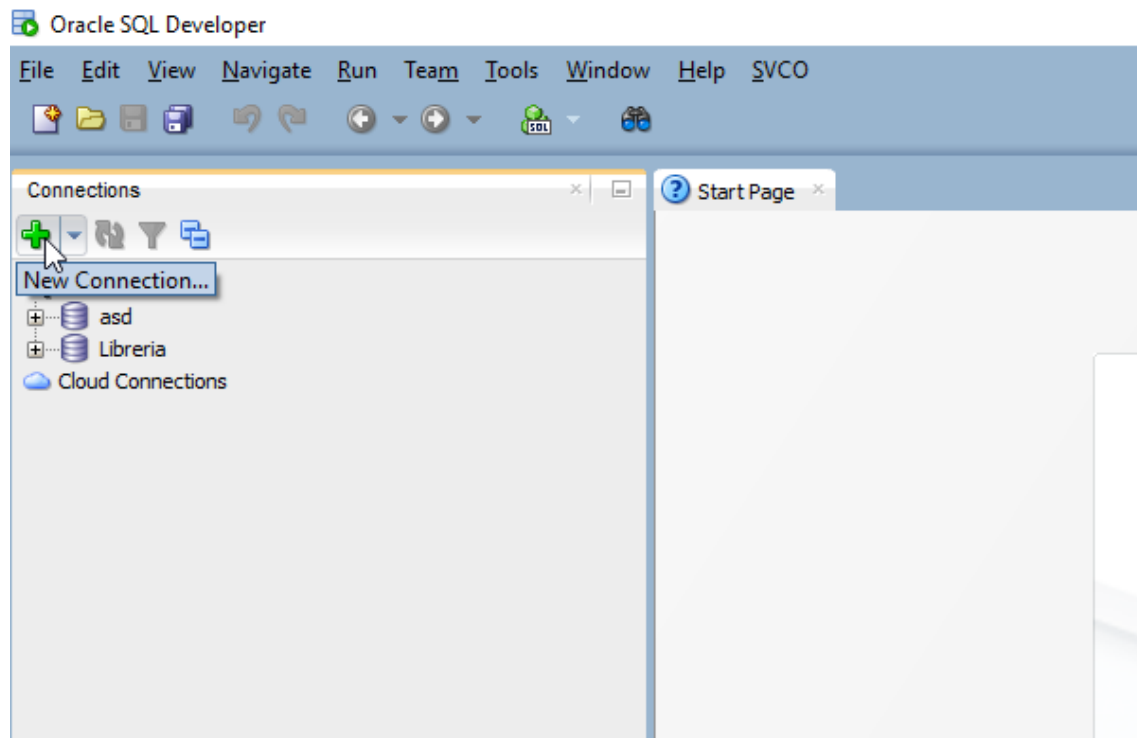 Oracle SQL Developer
File Edit View Navigate Run Team Tools Window Help SVCO
SQL
Connections
Start Page
New Connection...
asd
Libreria
Cloud Connections